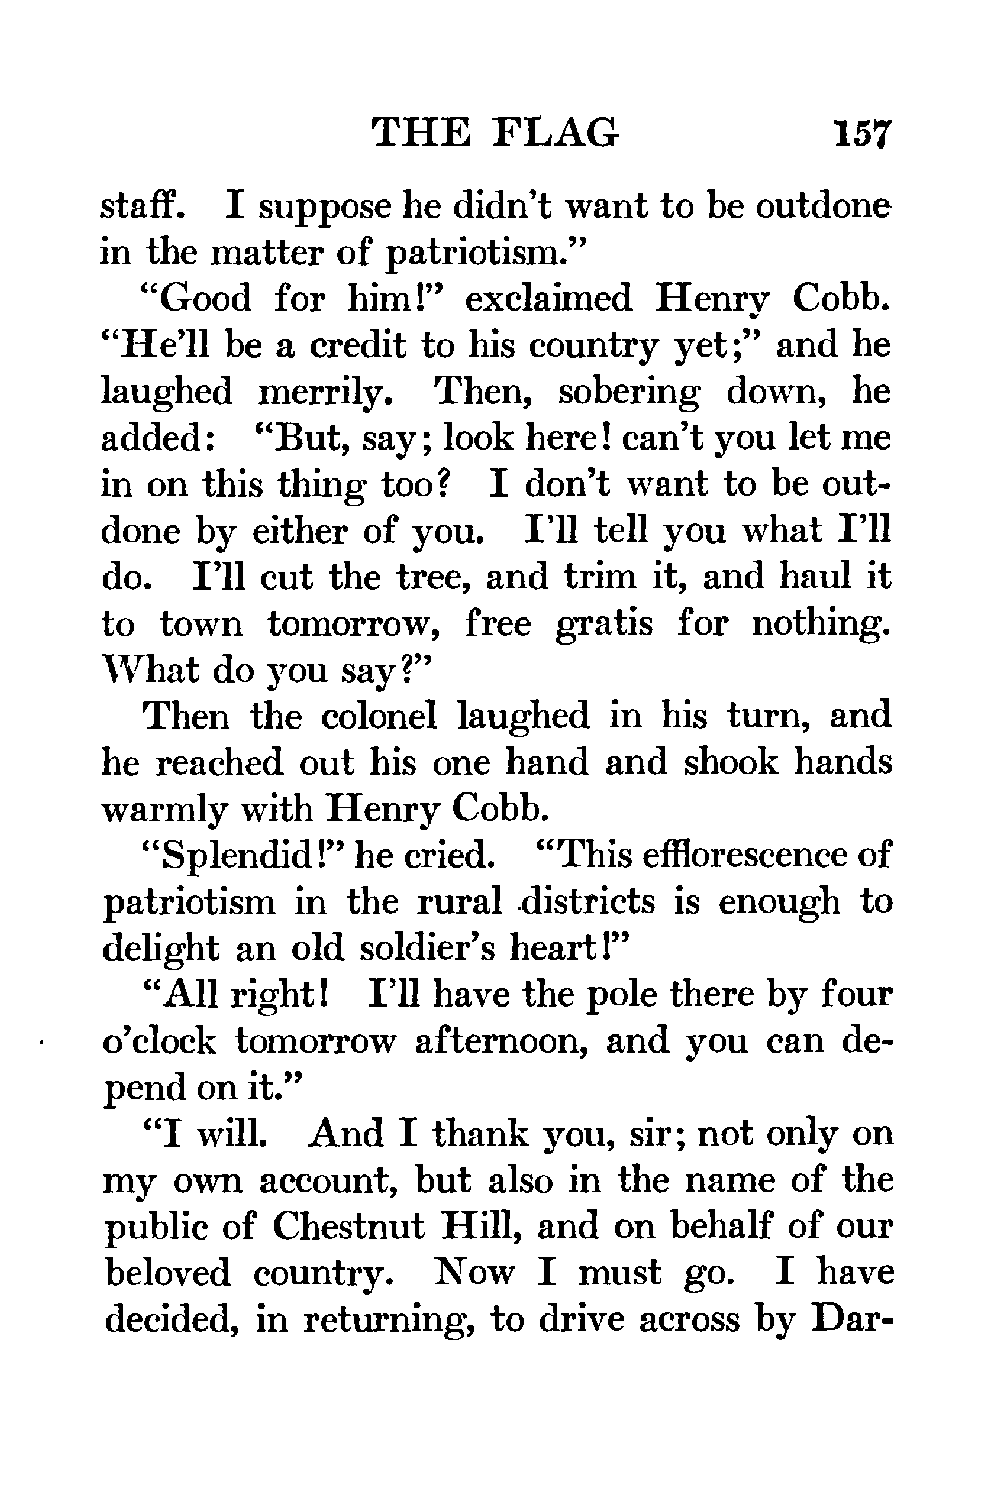 THE FLAG 157
staff. I suppose he didn't want to be outdone
in the matter of patriotism."
"Good for him!" exclaimed Henry Cobb.
"He'll be a credit to his country yet;" and he
laughed merrily. Then, sobering down, he
added: "But, say; look here! can't you let me
in on this thing too? I don't want to be out-
done by either of you. I'll tell you what I'll
do. I'll cut the tree, and trim it, and haul it
to town tomorrow, free gratis for nothing.
What do you say?"
Then the colonel laughed in his turn, and
he reached out his one hand and shook hands
warmly with Henry Cobb.
"Splendid!" he cried. "This efflorescence of
patriotism in the rural districts is enough to
delight an old soldier's heart!"
"All right! I'll have the pole there by four
o'clock tomorrow afternoon, and you can de-
pend on it."
"I will. And I thank you, sir; not only on
my own account, but also in the name of the
public of Chestnut Hill, and on behalf of our
beloved country. Now I must go. I have
decided, in returning, to drive across by Dar-